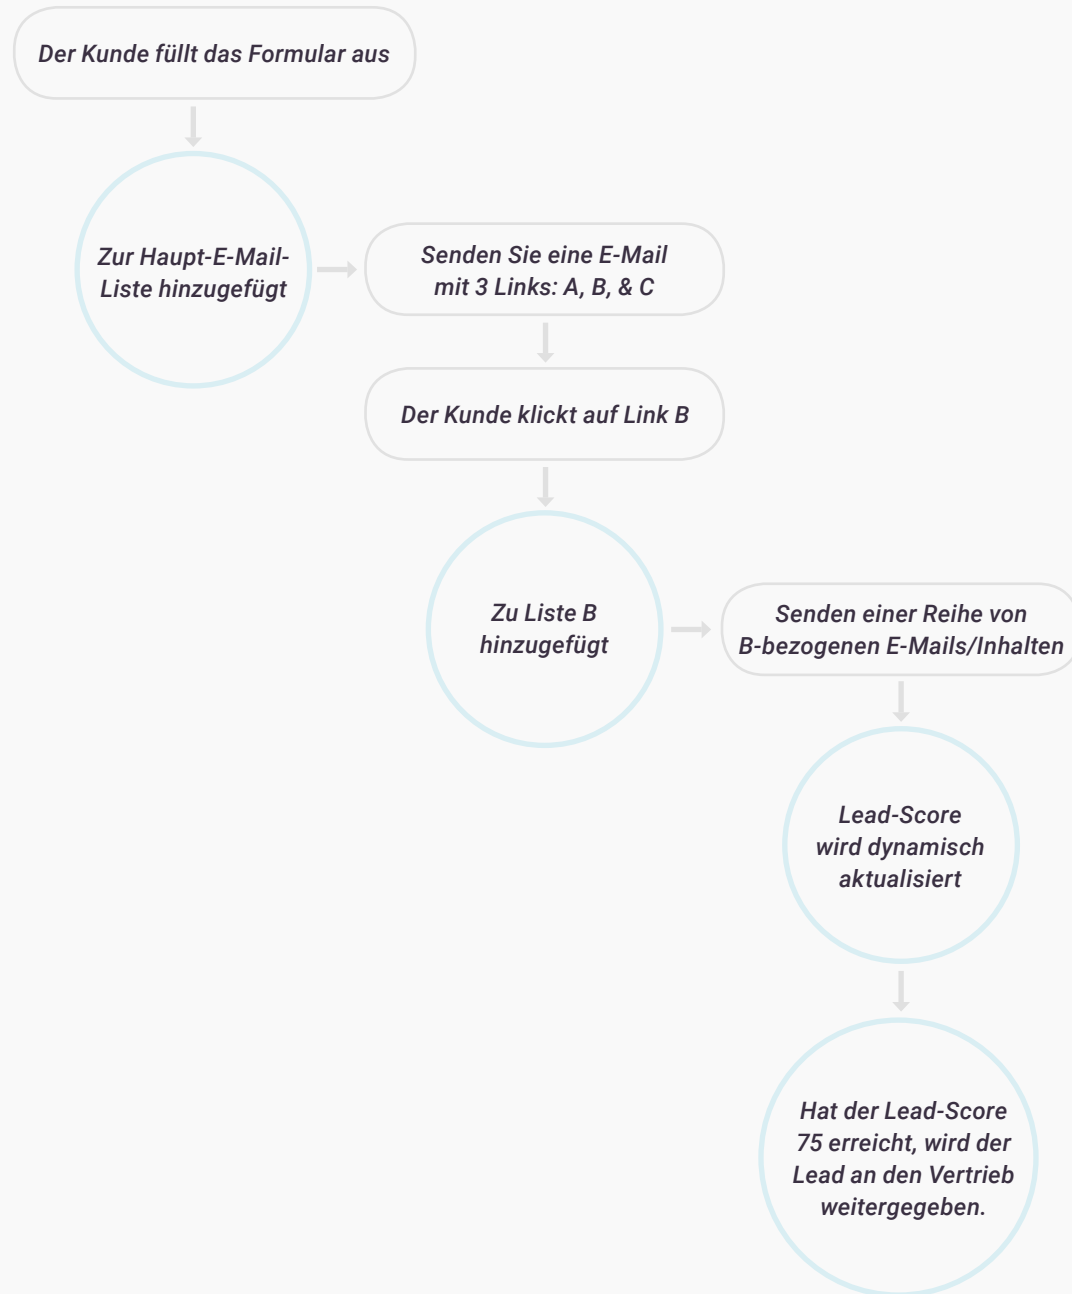 Der Kunde füllt das Formular aus
Zur Haupt-E-Mail-
Liste hinzugefügt
Senden Sie eine E-Mail
mit 3 Links: A, B, & C
Der Kunde klickt auf Link B
Zu Liste B
hinzugefügt
Senden einer Reihe von
B-bezogenen E-Mails/Inhalten
Lead-Score
wird dynamisch
aktualisiert
Hat der Lead-Score
75 erreicht, wird der
Lead an den Vertrieb
weitergegeben.